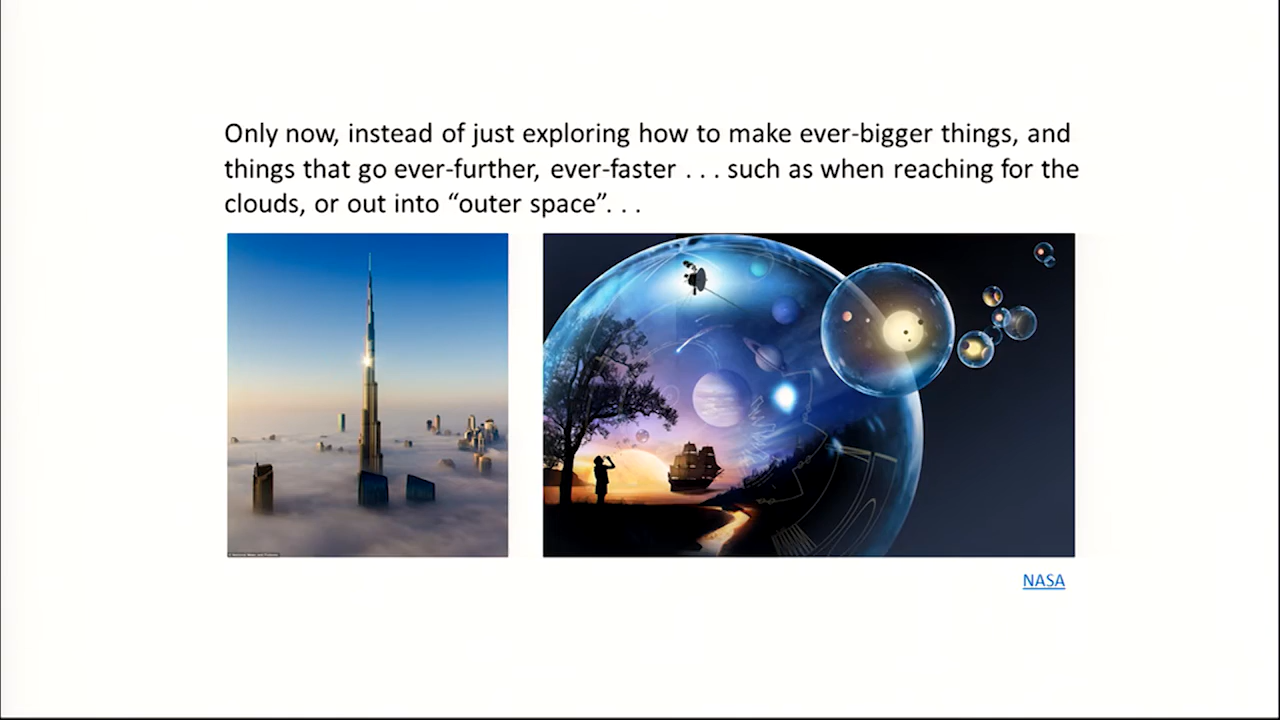 Only now, instead of just exploring how to make ever-bigger things, and
things that go ever-further, ever-faster . . . such as when reaching for the
clouds, or out into “outer space”. . .
NASA